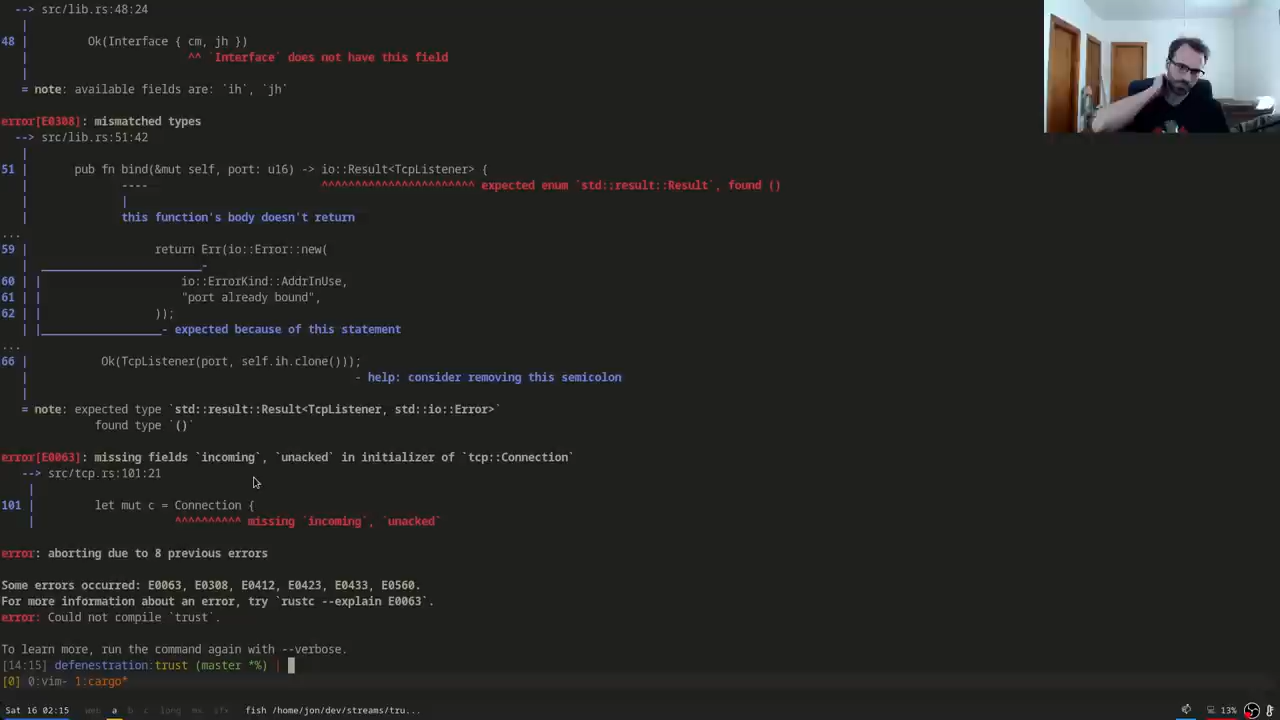 --> src/lib.rs:48:24
|
48 |         Ok(Interface { cm, jh })
|                        ^^ `Interface` does not have this field
|
= note: available fields are: `ih`, `jh`
error[E0308]: mismatched types
--> src/lib.rs:51:42
|
51 |       pub fn bind(&mut self, port: u16) -> io::Result<TcpListener> {
|              ----                          ^^^^^^^^^^^^^^^^^^^^^^ expected enum `std::result::Result`, found ()
|              |
|              this function's body doesn't return
...
59 |                   return Err(io::Error::new(
|  ________________________-
60 | |                     io::ErrorKind::AddrInUse,
61 | |                     "port already bound",
62 | |                 ));
| |__________________- expected because of this statement
...
66 |           Ok(TcpListener(port, self.ih.clone()));
|                                                 - help: consider removing this semicolon
|
= note: expected type `std::result::Result<TcpListener, std::io::Error>`
found type `()`
error[E0063]: missing fields `incoming`, `unacked` in initializer of `tcp::Connection`
--> src/tcp.rs:101:21
|
101 |         let mut c = Connection {
|                     ^^^^^^^^^^ missing `incoming`, `unacked`
error: aborting due to 8 previous errors
Some errors occurred: E0063, E0308, E0412, E0423, E0433, E0560.
For more information about an error, try `rustc --explain E0063`.
error: Could not compile `trust`.
To learn more, run the command again with --verbose.
[14:15] defenestration:trust (master *%) |
[0] 0:vim- 1:cargo*
Sat 16 02:15 web a b c long mx sfx fish /home/jon/dev/streams/tru... 13%